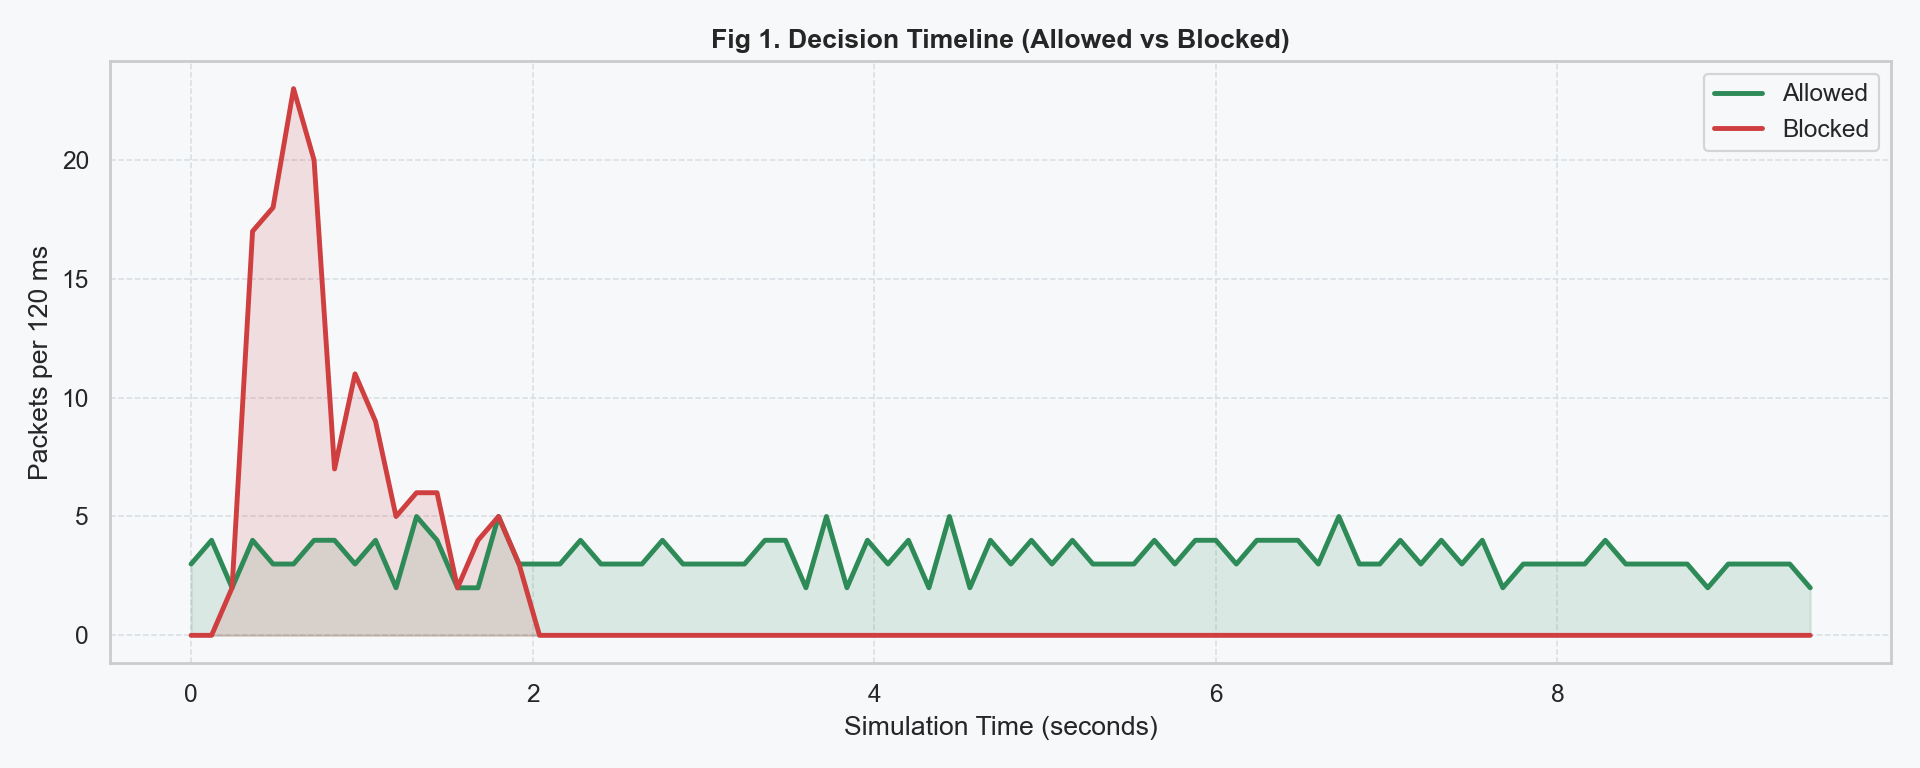 Fig 1. Decision Timeline (Allowed vs Blocked)
Allowed
Blocked
Packets per 120 ms
20
15
10
5
0
0 2 4 6 8
Simulation Time (seconds)